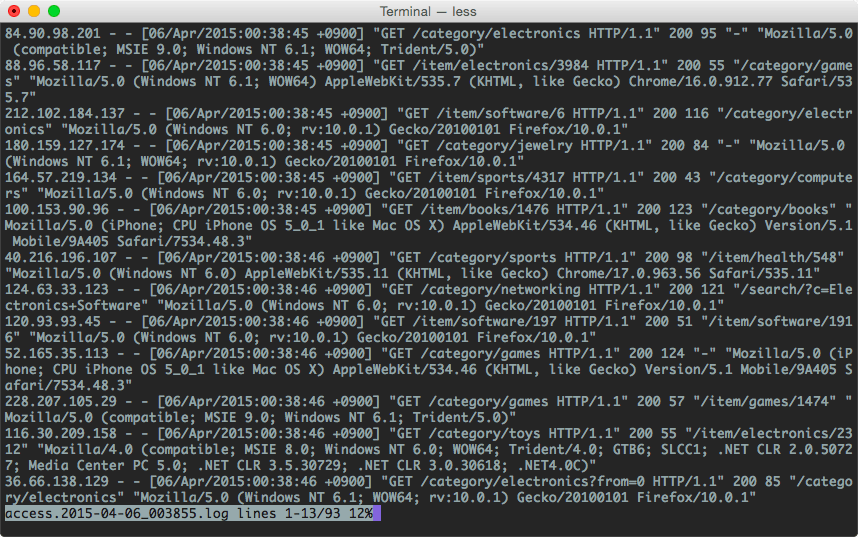 Terminal — less
84.90.98.201 - - [06/Apr/2015:00:38:45 +0900] "GET /category/electronics HTTP/1.1" 200 95 "-" "Mozilla/5.0
 (compatible; MSIE 9.0; Windows NT 6.1; WOW64; Trident/5.0)"
88.96.58.117 - - [06/Apr/2015:00:38:45 +0900] "GET /item/electronics/3984 HTTP/1.1" 200 55 "/category/game
s" "Mozilla/5.0 (Windows NT 6.1; WOW64) AppleWebKit/535.7 (KHTML, like Gecko) Chrome/16.0.912.77 Safari/53
5.7"
212.102.184.137 - - [06/Apr/2015:00:38:45 +0900] "GET /item/software/6 HTTP/1.1" 200 116 "/category/electr
onics" "Mozilla/5.0 (Windows NT 6.0; rv:10.0.1) Gecko/20100101 Firefox/10.0.1"
180.159.127.174 - - [06/Apr/2015:00:38:45 +0900] "GET /category/jewelry HTTP/1.1" 200 84 "-" "Mozilla/5.0
(Windows NT 6.1; WOW64; rv:10.0.1) Gecko/20100101 Firefox/10.0.1"
164.57.219.134 - - [06/Apr/2015:00:38:45 +0900] "GET /item/sports/4317 HTTP/1.1" 200 43 "/category/compute
rs" "Mozilla/5.0 (Windows NT 6.0; rv:10.0.1) Gecko/20100101 Firefox/10.0.1"
100.153.90.96 - - [06/Apr/2015:00:38:45 +0900] "GET /item/books/1476 HTTP/1.1" 200 123 "/category/books" "
Mozilla/5.0 (iPhone; CPU iPhone OS 5_0_1 like Mac OS X) AppleWebKit/534.46 (KHTML, like Gecko) Version/5.1
 Mobile/9A405 Safari/7534.48.3"
40.216.196.107 - - [06/Apr/2015:00:38:45 +0900] "GET /category/sports HTTP/1.1" 200 98 "/item/health/548"
"Mozilla/5.0 (Windows NT 6.0) AppleWebKit/535.11 (KHTML, like Gecko) Chrome/17.0.963.56 Safari/535.11"
124.63.33.123 - - [06/Apr/2015:00:38:45 +0900] "GET /category/networking HTTP/1.1" 200 121 "/search/?c=Ele
ctronics+Software" "Mozilla/5.0 (Windows NT 6.0; rv:10.0.1) Gecko/20100101 Firefox/10.0.1"
120.93.93.45 - - [06/Apr/2015:00:38:46 +0900] "GET /item/software/197 HTTP/1.1" 200 51 "/item/software/191
6" "Mozilla/5.0 (Windows NT 6.0; rv:10.0.1) Gecko/20100101 Firefox/10.0.1"
52.165.35.113 - - [06/Apr/2015:00:38:46 +0900] "GET /category/games HTTP/1.1" 200 124 "-" "Mozilla/5.0 (iP
hone; CPU iPhone OS 5_0_1 like Mac OS X) AppleWebKit/534.46 (KHTML, like Gecko) Version/5.1 Mobile/9A405 S
afari/7534.48.3"
228.207.105.29 - - [06/Apr/2015:00:38:46 +0900] "GET /category/games HTTP/1.1" 200 57 "/item/games/1474" "
Mozilla/5.0 (compatible; MSIE 9.0; Windows NT 6.1; Trident/5.0)"
116.30.209.158 - - [06/Apr/2015:00:38:46 +0900] "GET /category/toys HTTP/1.1" 200 55 "/item/electronics/23
12" "Mozilla/4.0 (compatible; MSIE 8.0; Windows NT 6.0; WOW64; Trident/4.0; GTB6; SLCC1; .NET CLR 2.0.5072
7; Media Center PC 5.0; .NET CLR 3.5.30729; .NET CLR 3.0.30618; .NET4.0C)"
36.66.138.129 - - [06/Apr/2015:00:38:46 +0900] "GET /category/electronics?from=0 HTTP/1.1" 200 85 "/catego
ry/electronics" "Mozilla/5.0 (Windows NT 6.1; WOW64; rv:10.0.1) Gecko/20100101 Firefox/10.0.1"
access.2015-04-06_003855.log lines 1-13/93 12%